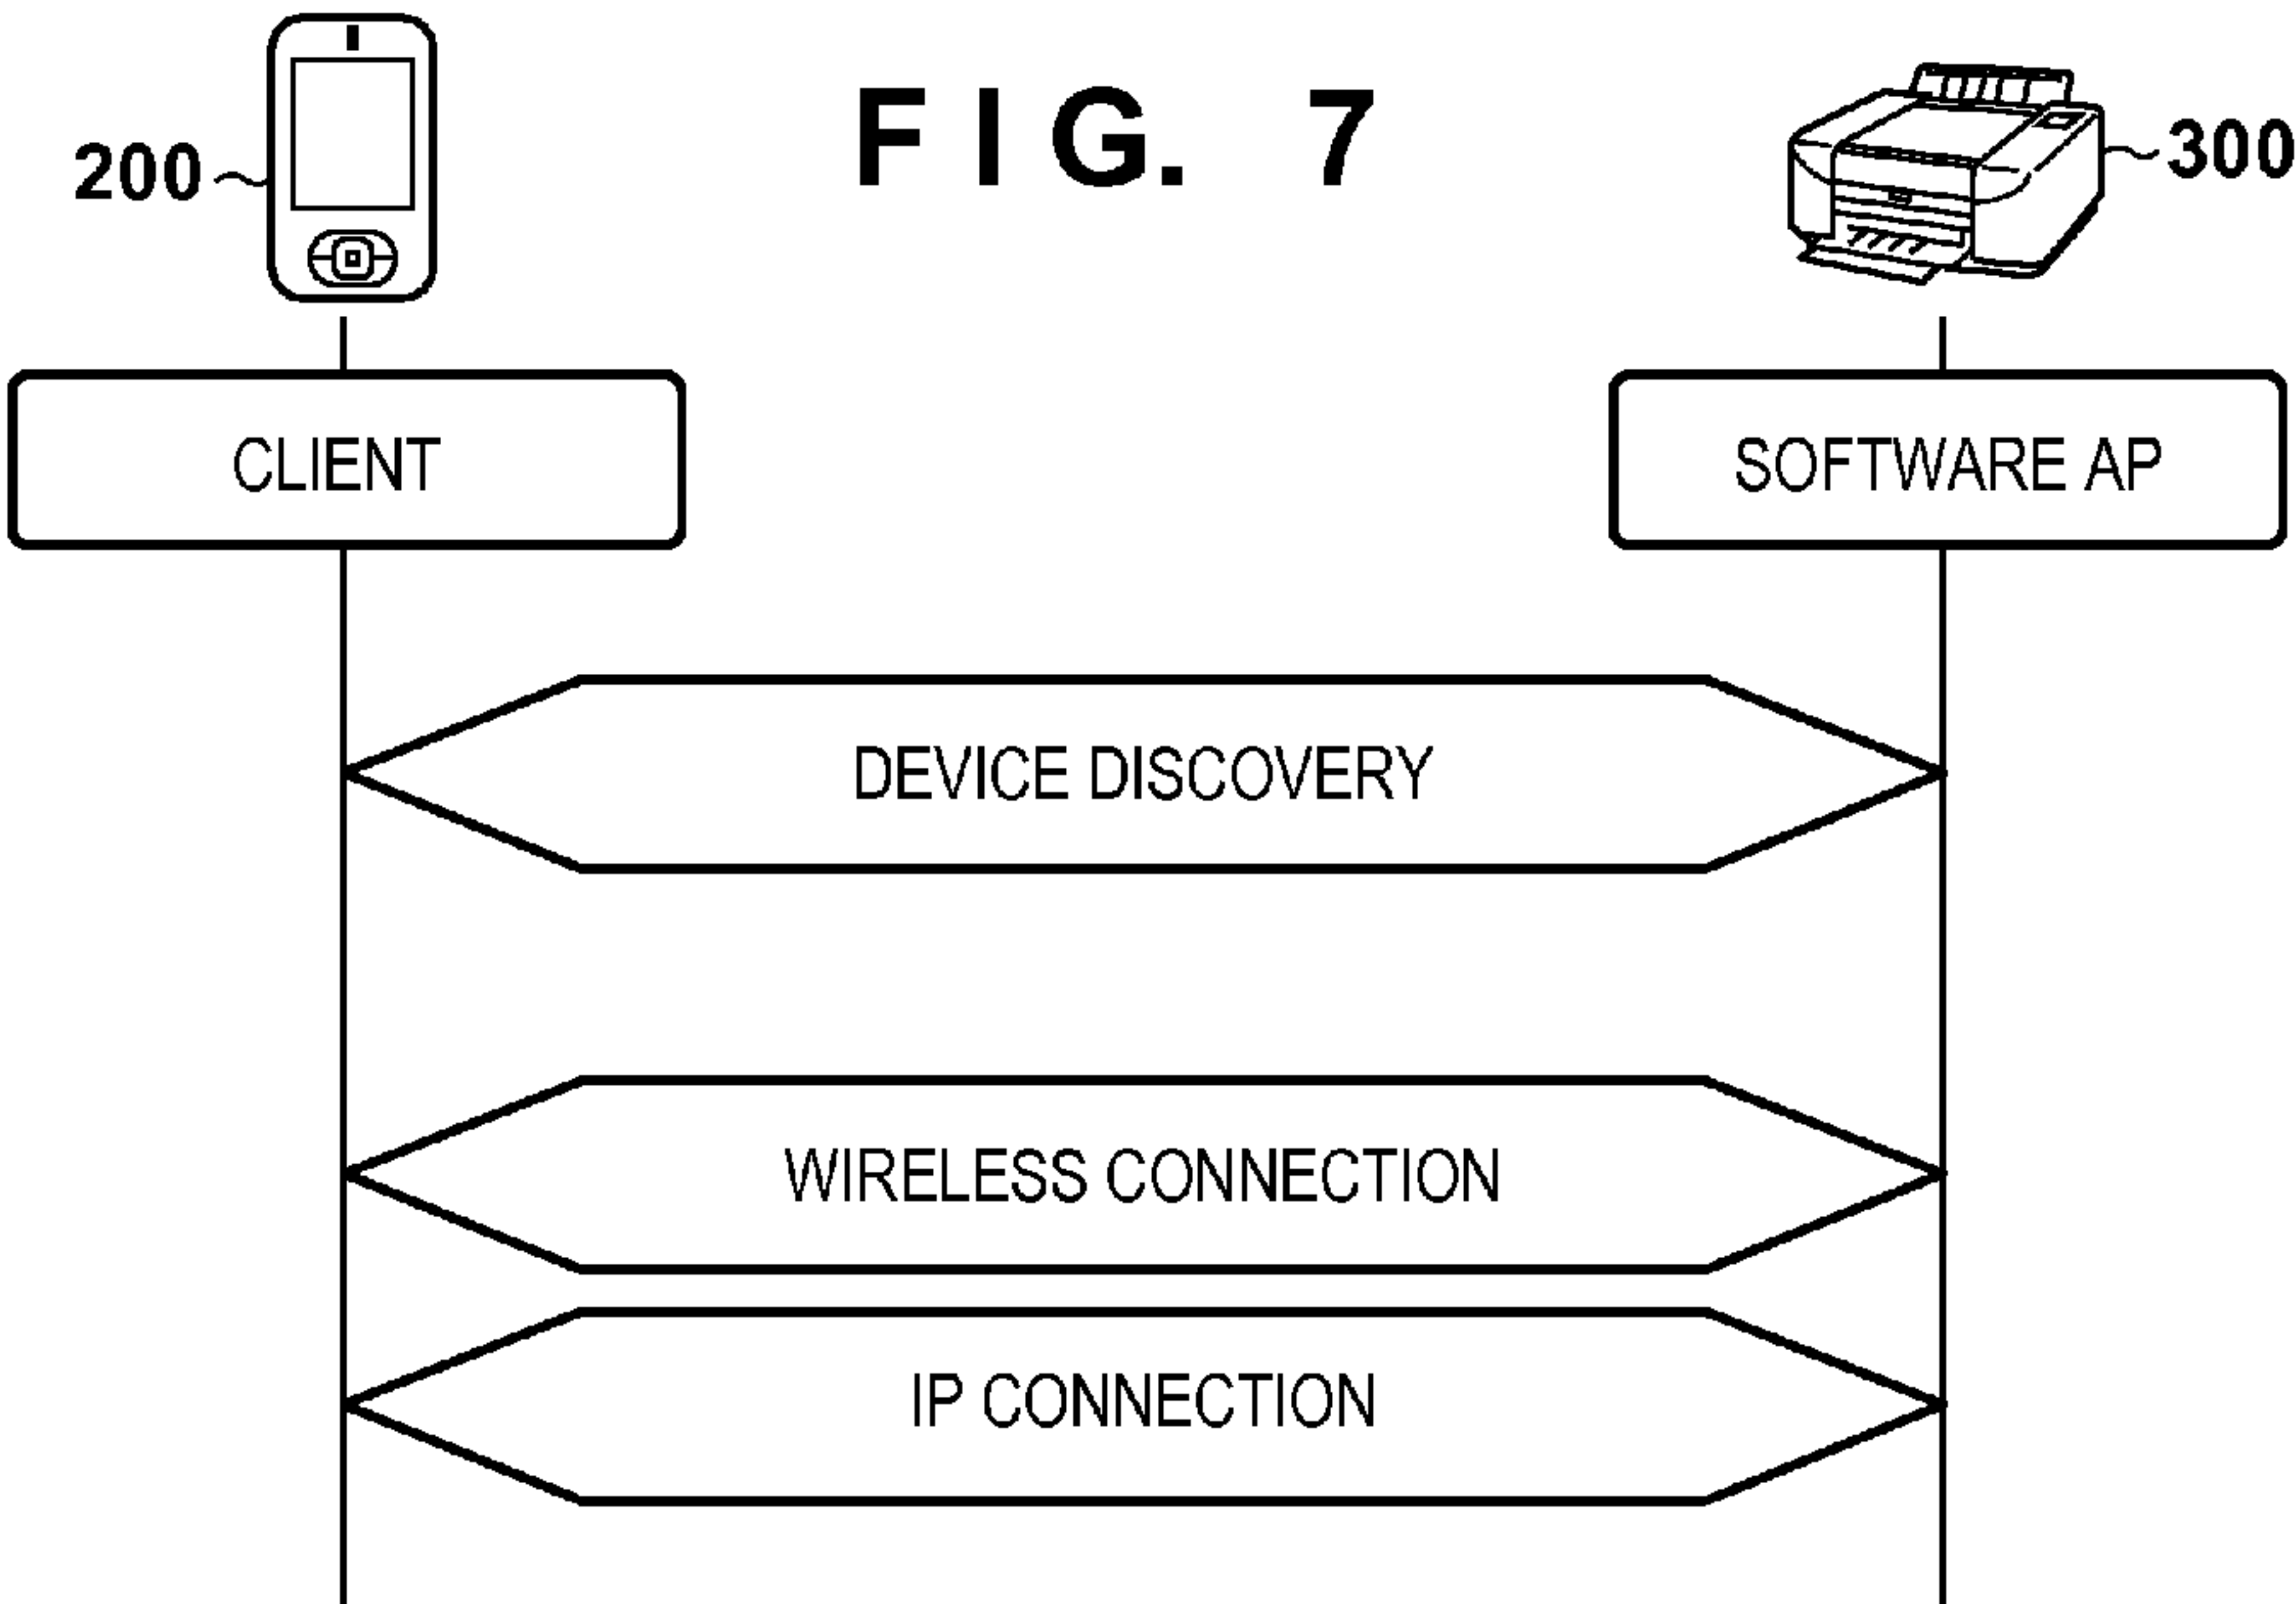 FIG. 7
200
300
CLIENT
SOFTWARE AP
DEVICE DISCOVERY
WIRELESS CONNECTION
IP CONNECTION